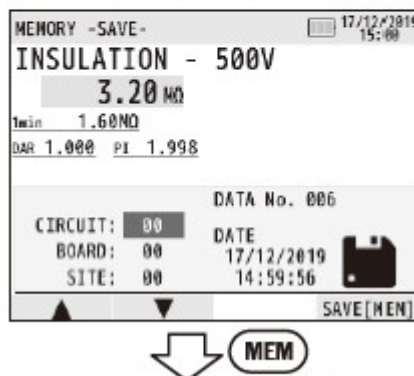 MEMORY -SAVE-
17/12/2019
15:00
INSULATION - 500V
3.20 MΩ
1min 1.60MΩ
DAR 1.000 PI 1.998
DATA No. 006
CIRCUIT: 00
BOARD: 00
SITE: 00
DATE
17/12/2019
14:59:56
▲ ▼ SAVE[MEM]
MEM